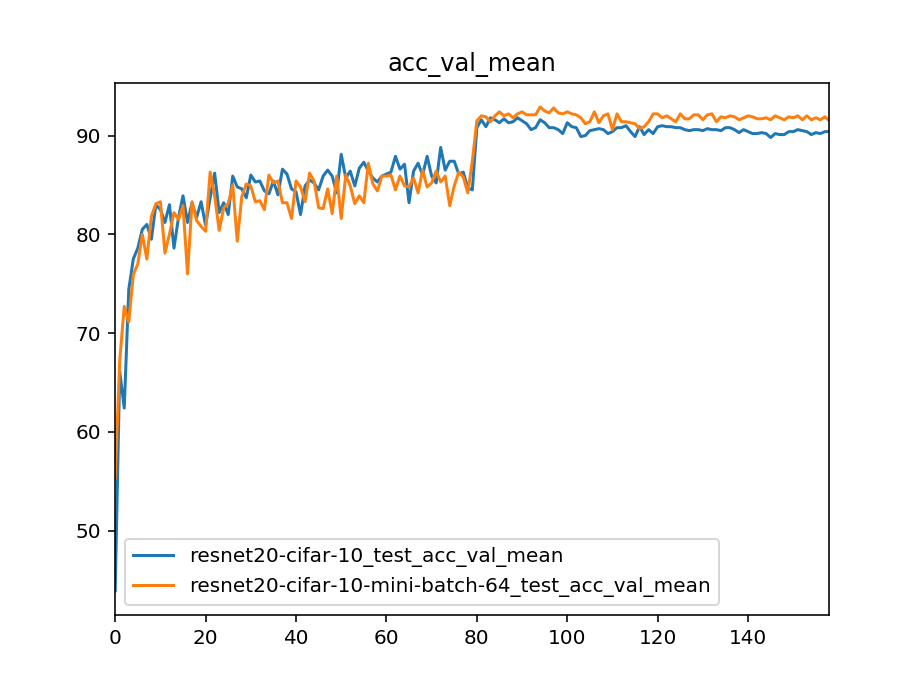 acc_val_mean
90
80
70
60
50
resnet20-cifar-10_test_acc_val_mean
resnet20-cifar-10-mini-batch-64_test_acc_val_mean
0 20 40 60 80 100 120 140